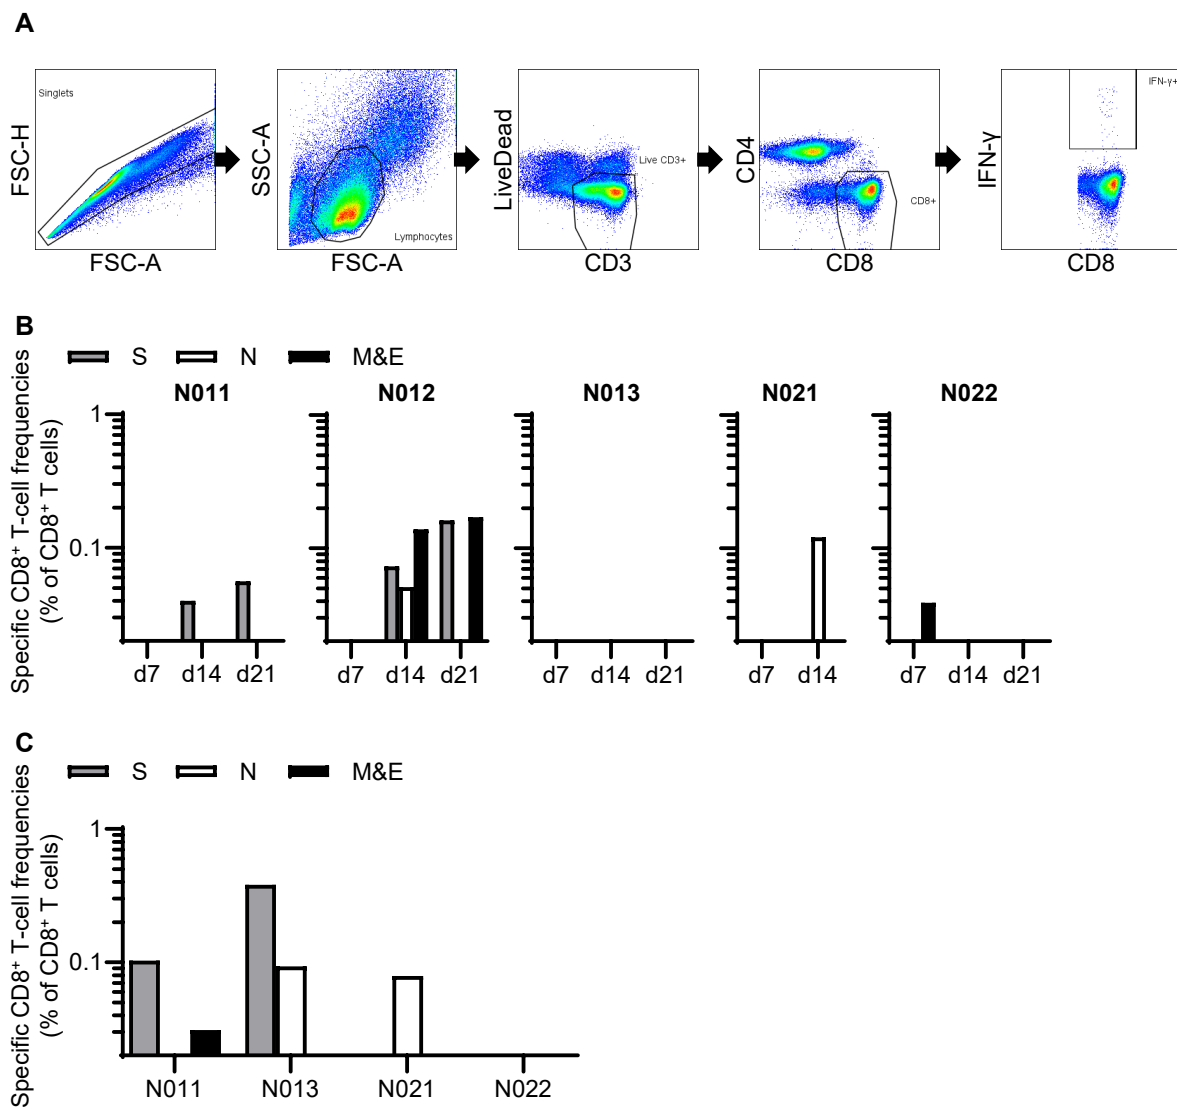 A
Singlets
FSC-H
FSC-A
SSC-A
Lymphocytes
FSC-A
LiveDead
Live CD3+
CD3
CD4
CD8+
CD8
IFN-γ
IFN-γ+
CD8
B
S N M&E
Specific CD8⁺ T-cell frequencies
(% of CD8⁺ T cells)
N011 N012 N013 N021 N022
1
0.1
d7 d14 d21 d7 d14 d21 d7 d14 d21 d7 d14 d7 d14 d21
C
S N M&E
Specific CD8⁺ T-cell frequencies
(% of CD8⁺ T cells)
1
0.1
N011 N013 N021 N022